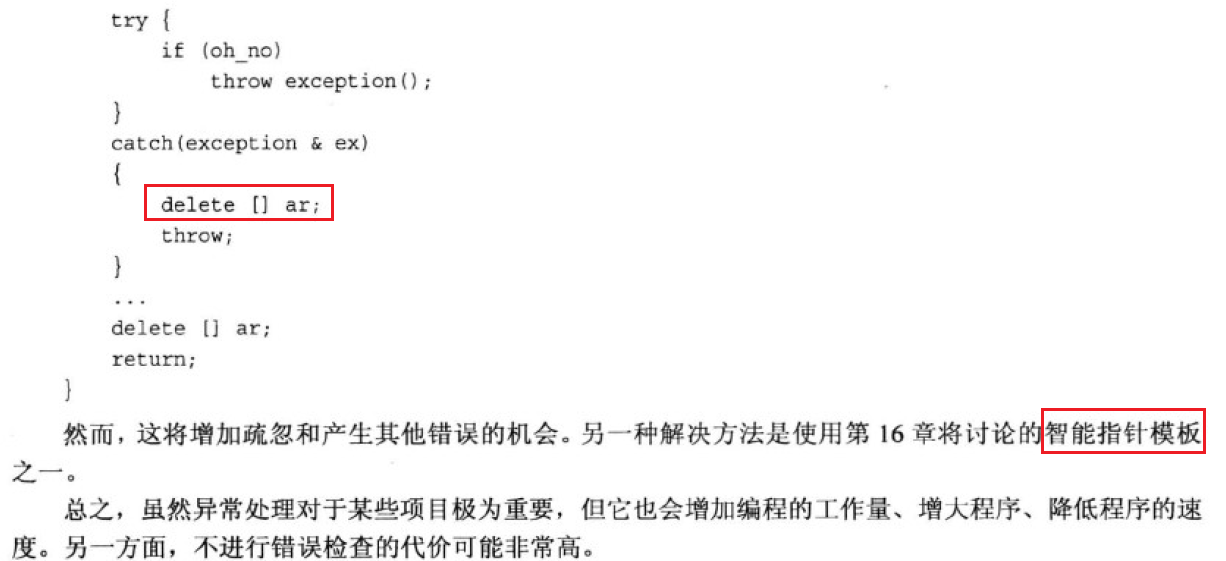 try {
if (oh_no)
throw exception();
}
catch(exception & ex)
{
delete [] ar;
throw;
}
...
delete [] ar;
return;
}
然而，这将增加疏忽和产生其他错误的机会。另一种解决方法是使用第 16 章将讨论的智能指针模板
之一。
总之，虽然异常处理对于某些项目极为重要，但它也会增加编程的工作量、增大程序、降低程序的速
度。另一方面，不进行错误检查的代价可能非常高。